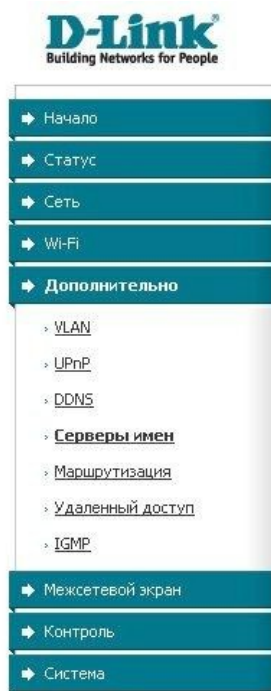 D-Link
Building Networks for People
Начало
Статус
Сеть
Wi-Fi
Дополнительно
VLAN
UPnP
DDNS
Серверы имен
Маршрутизация
Удаленный доступ
IGMP
Межсетевой экран
Контроль
Система